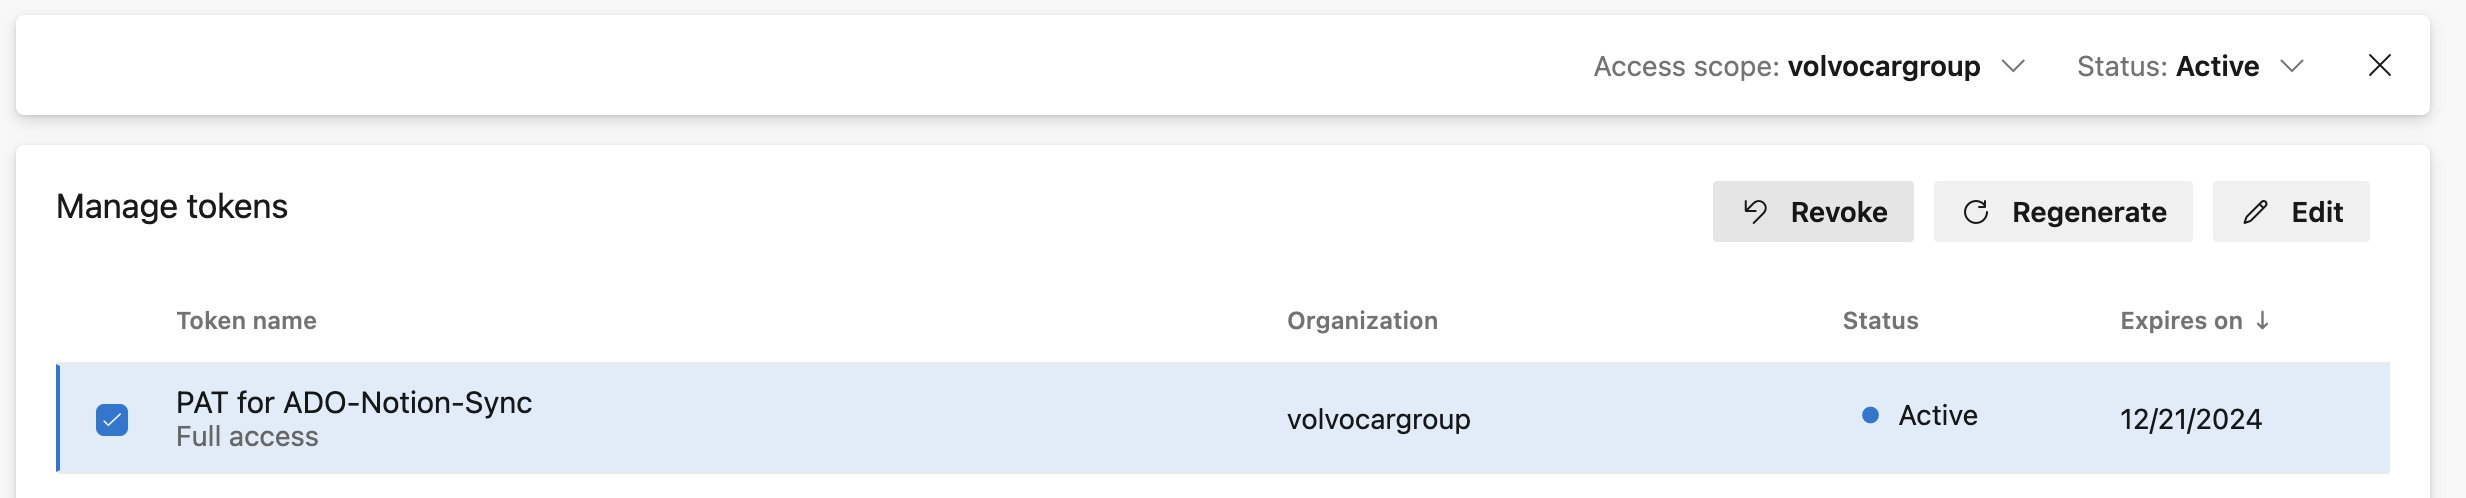 Access scope: volvocargroup Status: Active
Manage tokens
Revoke Regenerate Edit
Token name Organization Status Expires on
PAT for ADO-Notion-Sync
Full access
volvocargroup Active 12/21/2024